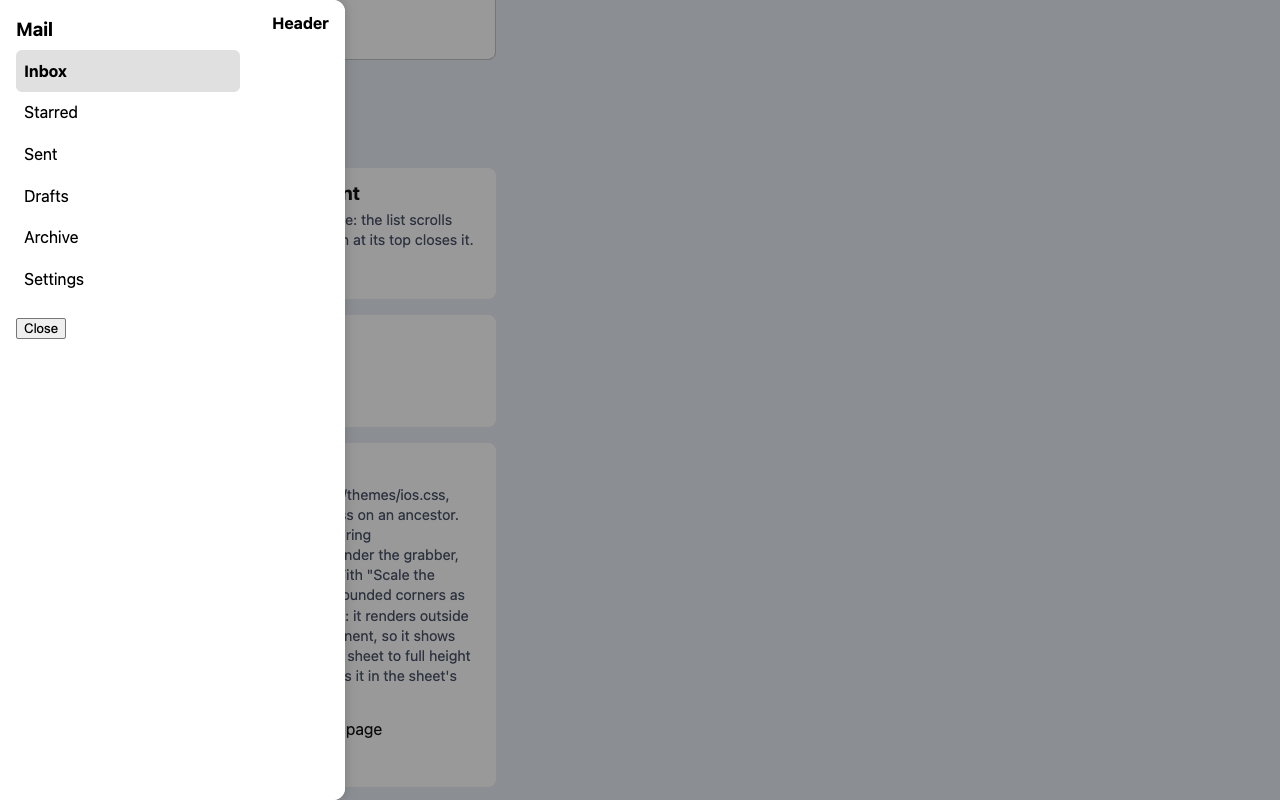 Mail
Header
Inbox
Starred
Sent
Drafts
Archive
Settings
Close
e: the list scrolls
at its top closes it.
/themes/ios.css,
ss on an ancestor.
ring
nder the grabber,
ith "Scale the
ounded corners as
: it renders outside
nent, so it shows
sheet to full height
s it in the sheet's
page